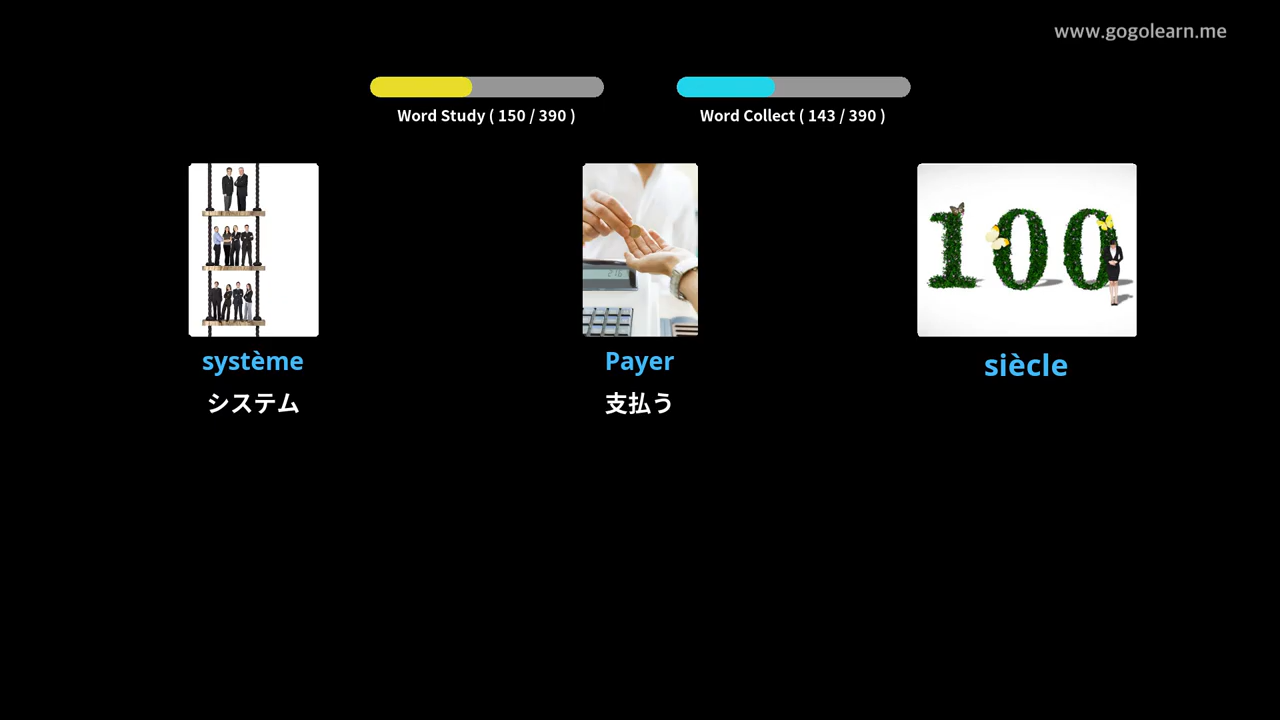 www.gogolearn.me
Word Study ( 150 / 390 )
Word Collect ( 143 / 390 )
100
système
Payer
siècle
システム
支払う